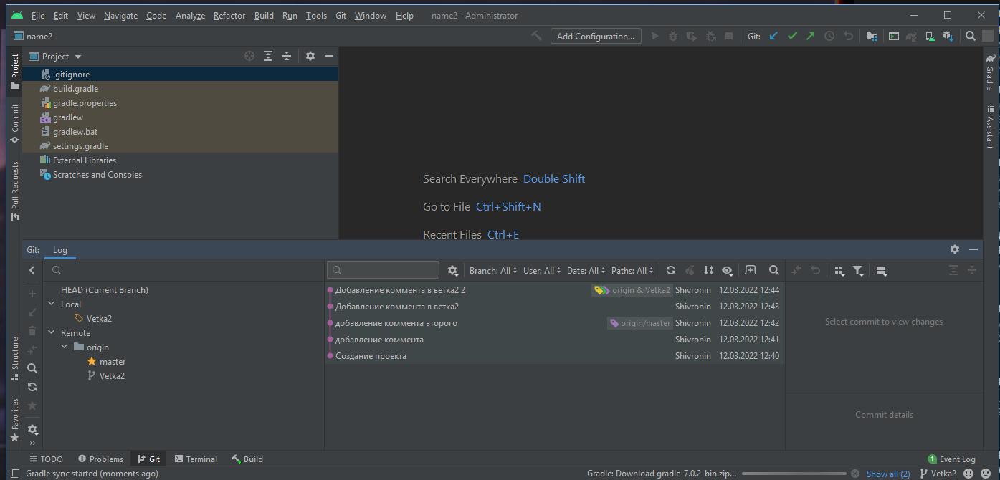 File Edit View Navigate Code Analyze Refactor Build Run Tools Git Window Help name2 - Administrator
name2 Add Configuration... Git:
Project
Project
Commit
Pull Requests
Structure
Favorites
.gitignore
build.gradle
gradle.properties
gradlew
gradlew.bat
settings.gradle
External Libraries
Scratches and Consoles
Search Everywhere Double Shift
Go to File Ctrl+Shift+N
Recent Files Ctrl+E
Gradle
Assistant
Git: Log
HEAD (Current Branch)
Local
Vetka2
Remote
origin
master
Vetka2
Branch: All User: All Date: All Paths: All
Добавление коммента в ветка2 2 origin & Vetka2 Shivronin 12.03.2022 12:44
Добавление коммента в ветка2 Shivronin 12.03.2022 12:43
добавление коммента второго origin/master Shivronin 12.03.2022 12:42
добавление коммента Shivronin 12.03.2022 12:41
Создание проекта Shivronin 12.03.2022 12:40
Select commit to view changes
Commit details
TODO Problems Git Terminal Build 1 Event Log
Gradle sync started (moments ago) Gradle: Download gradle-7.0.2-bin.zip... Show all (2) Vetka2